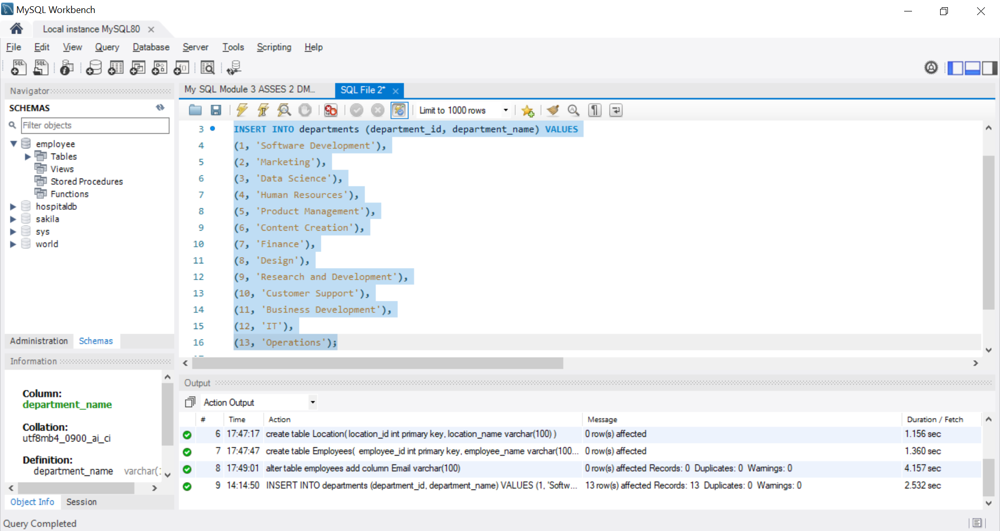 MySQL Workbench
Local instance MySQL80
File Edit View Query Database Server Tools Scripting Help
Navigator
SCHEMAS
Filter objects
employee
Tables
Views
Stored Procedures
Functions
hospitaldb
sakila
sys
world
Administration Schemas
Information
Column:
department_name
Collation:
utf8mb4_0900_ai_ci
Definition:
department_name varchar(
Object Info Session
My SQL Module 3 ASSES 2 DM...
SQL File 2*
Limit to 1000 rows
3 INSERT INTO departments (department_id, department_name) VALUES
4 (1, 'Software Development'),
5 (2, 'Marketing'),
6 (3, 'Data Science'),
7 (4, 'Human Resources'),
8 (5, 'Product Management'),
9 (6, 'Content Creation'),
10 (7, 'Finance'),
11 (8, 'Design'),
12 (9, 'Research and Development'),
13 (10, 'Customer Support'),
14 (11, 'Business Development'),
15 (12, 'IT'),
16 (13, 'Operations');
Output
Action Output
# Time Action Message Duration / Fetch
6 17:47:17 create table Location( location_id int primary key, location_name varchar(100) ) 0 row(s) affected 1.156 sec
7 17:47:47 create table Employees( employee_id int primary key, employee_name varchar(100... 0 row(s) affected 1.360 sec
8 17:49:01 alter table employees add column Email varchar(100) 0 row(s) affected Records: 0 Duplicates: 0 Warnings: 0 4.157 sec
9 14:14:50 INSERT INTO departments (department_id, department_name) VALUES (1, 'Softw... 13 row(s) affected Records: 13 Duplicates: 0 Warnings: 0 2.532 sec
Query Completed